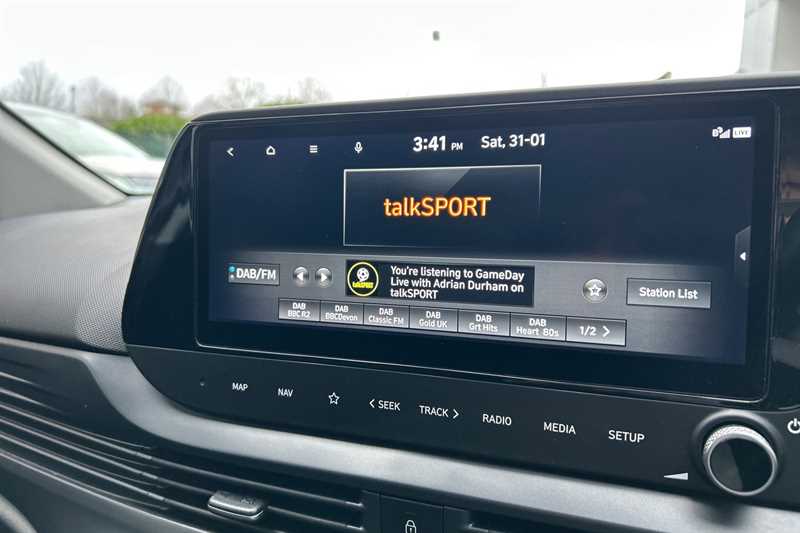 3:41 PM Sat, 31-01
LIVE
talkSPORT
DAB/FM
You're listening to GameDay
Live with Adrian Durham on
talkSPORT
Station List
DAB
BBC R2
DAB
BBCDevon
DAB
Classic FM
DAB
Gold UK
DAB
Grt Hits
DAB
Heart 80s
1/2
MAP
NAV
SEEK
TRACK
RADIO
MEDIA
SETUP